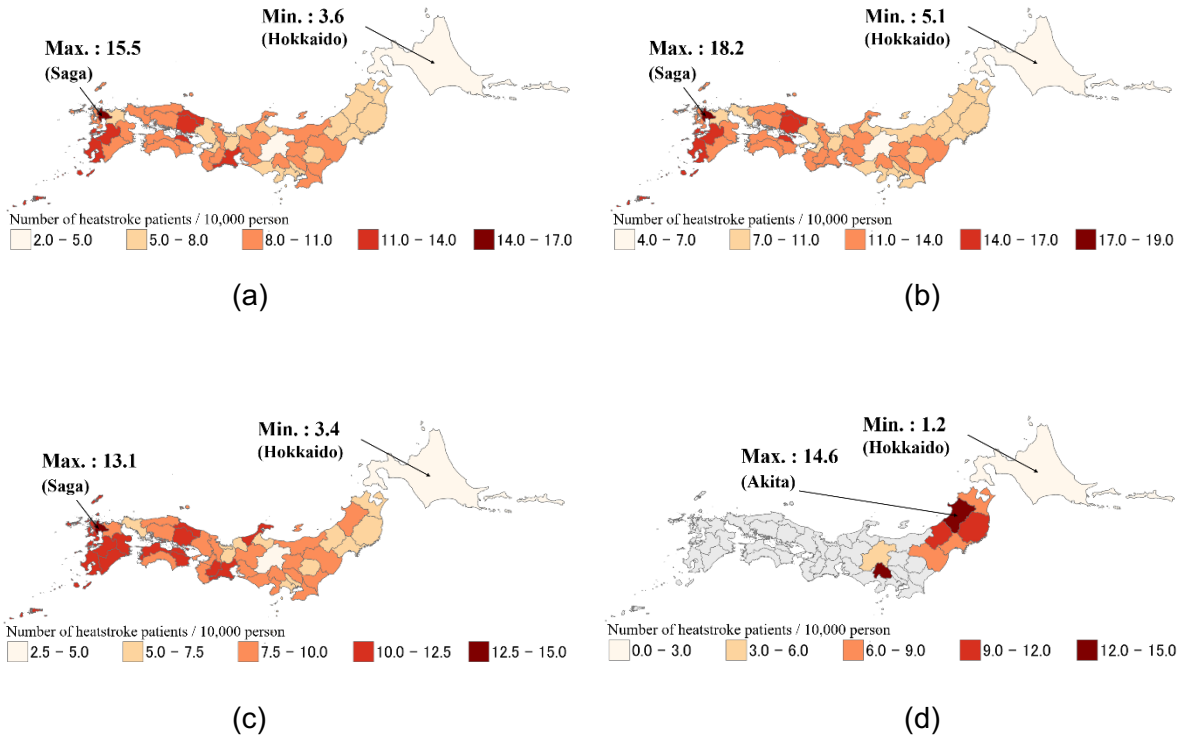 Min. : 3.6
(Hokkaido)
Max. : 15.5
(Saga)
Number of heatstroke patients / 10,000 person
2.0 − 5.0 5.0 − 8.0 8.0 − 11.0 11.0 − 14.0 14.0 − 17.0
(a)
Min. : 5.1
(Hokkaido)
Max. : 18.2
(Saga)
Number of heatstroke patients / 10,000 person
4.0 − 7.0 7.0 − 11.0 11.0 − 14.0 14.0 − 17.0 17.0 − 19.0
(b)
Min. : 3.4
(Hokkaido)
Max. : 13.1
(Saga)
Number of heatstroke patients / 10,000 person
2.5 − 5.0 5.0 − 7.5 7.5 − 10.0 10.0 − 12.5 12.5 − 15.0
(c)
Min. : 1.2
(Hokkaido)
Max. : 14.6
(Akita)
Number of heatstroke patients / 10,000 person
0.0 − 3.0 3.0 − 6.0 6.0 − 9.0 9.0 − 12.0 12.0 − 15.0
(d)